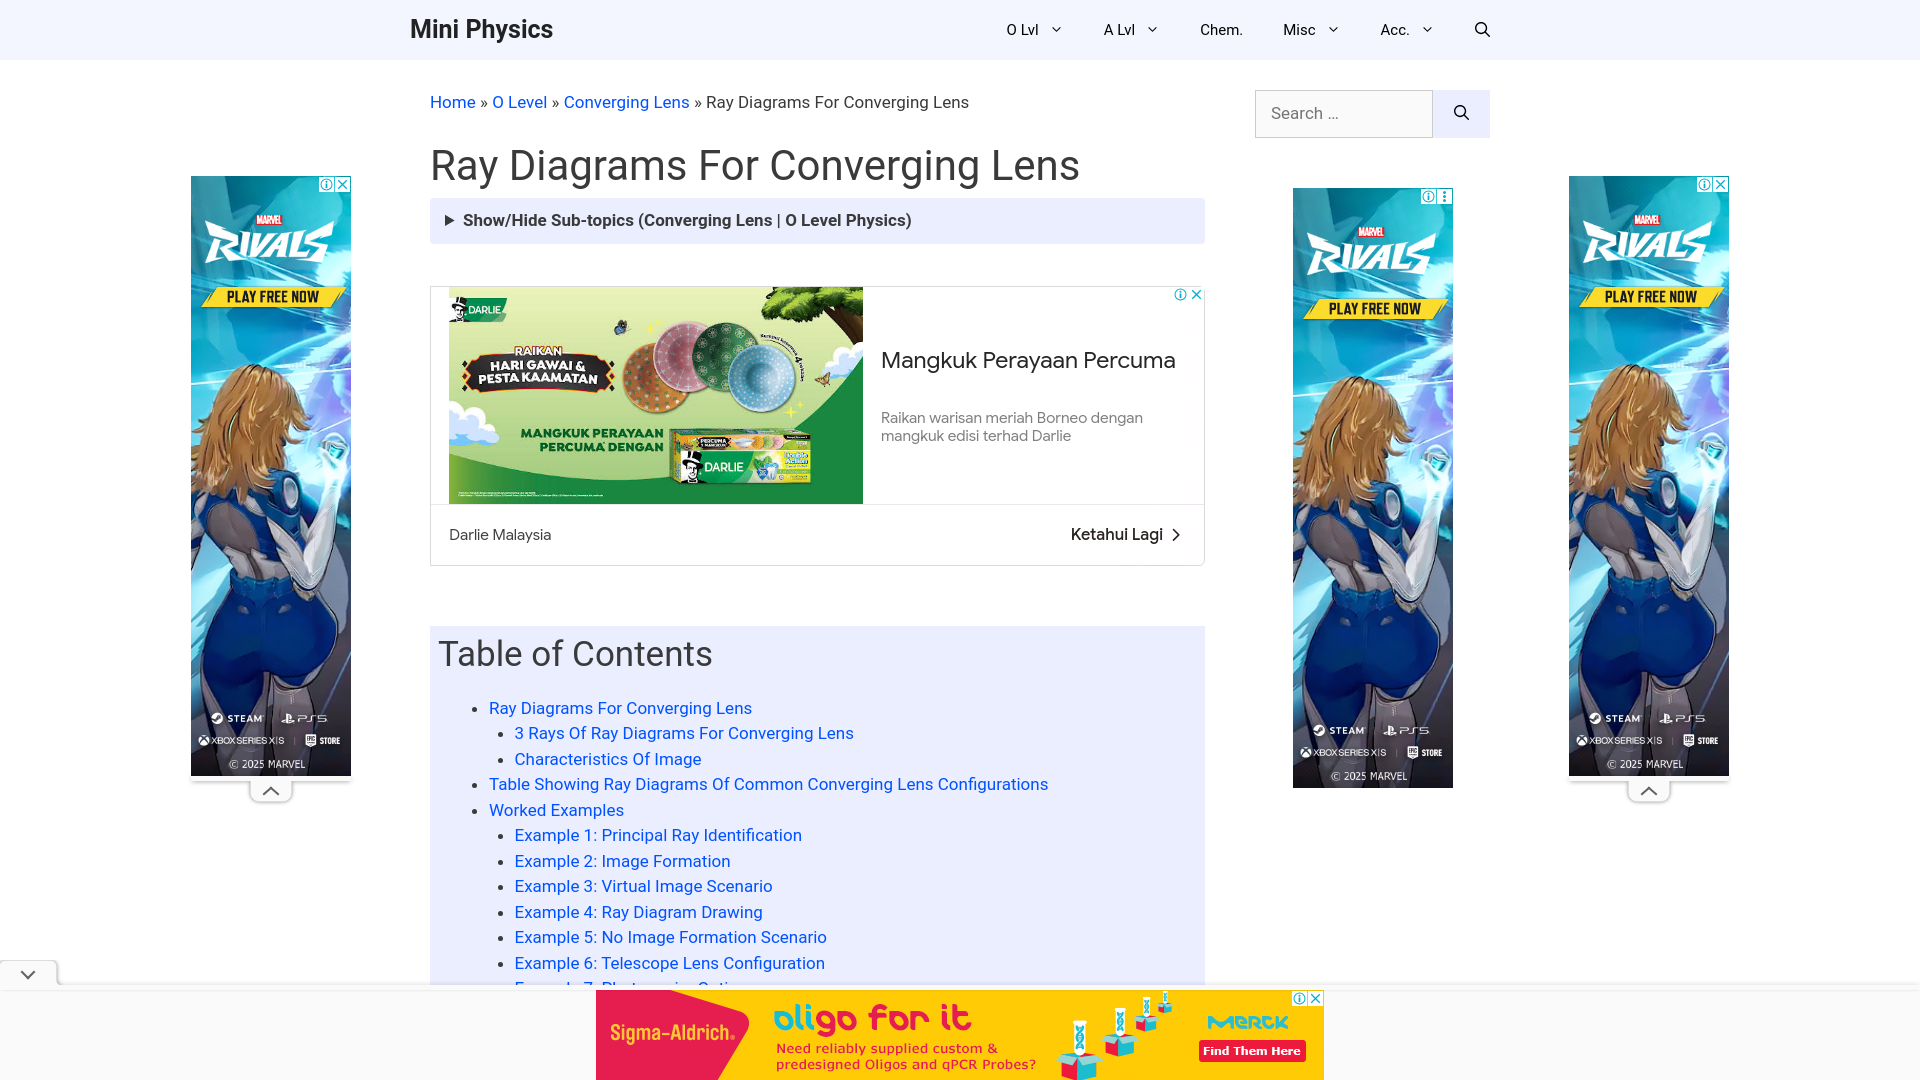 Mini Physics
O Lvl
A Lvl
Chem.
Misc
Acc.
Home » O Level » Converging Lens » Ray Diagrams For Converging Lens
Search …
Ray Diagrams For Converging Lens
Show/Hide Sub-topics (Converging Lens | O Level Physics)
MARVEL
RIVALS
PLAY FREE NOW
STEAM
PS5
XBOX SERIES X|S
EPIC GAMES STORE
© 2025 MARVEL
DARLIE
RAIKAN
HARI GAWAI &
PESTA KAAMATAN
MANGKUK PERAYAAN
PERCUMA DENGAN
DARLIE
Mangkuk Perayaan Percuma
Raikan warisan meriah Borneo dengan
mangkuk edisi terhad Darlie
Darlie Malaysia
Ketahui Lagi
MARVEL
RIVALS
PLAY FREE NOW
STEAM
PS5
XBOX SERIES X|S
STORE
© 2025 MARVEL
MARVEL
RIVALS
PLAY FREE NOW
STEAM
PS5
XBOX SERIES X|S
STORE
© 2025 MARVEL
Table of Contents
Ray Diagrams For Converging Lens
3 Rays Of Ray Diagrams For Converging Lens
Characteristics Of Image
Table Showing Ray Diagrams Of Common Converging Lens Configurations
Worked Examples
Example 1: Principal Ray Identification
Example 2: Image Formation
Example 3: Virtual Image Scenario
Example 4: Ray Diagram Drawing
Example 5: No Image Formation Scenario
Example 6: Telescope Lens Configuration
Sigma-Aldrich®
oligo for it
Need reliably supplied custom &
predesigned Oligos and qPCR Probes?
MERCK
Find Them Here